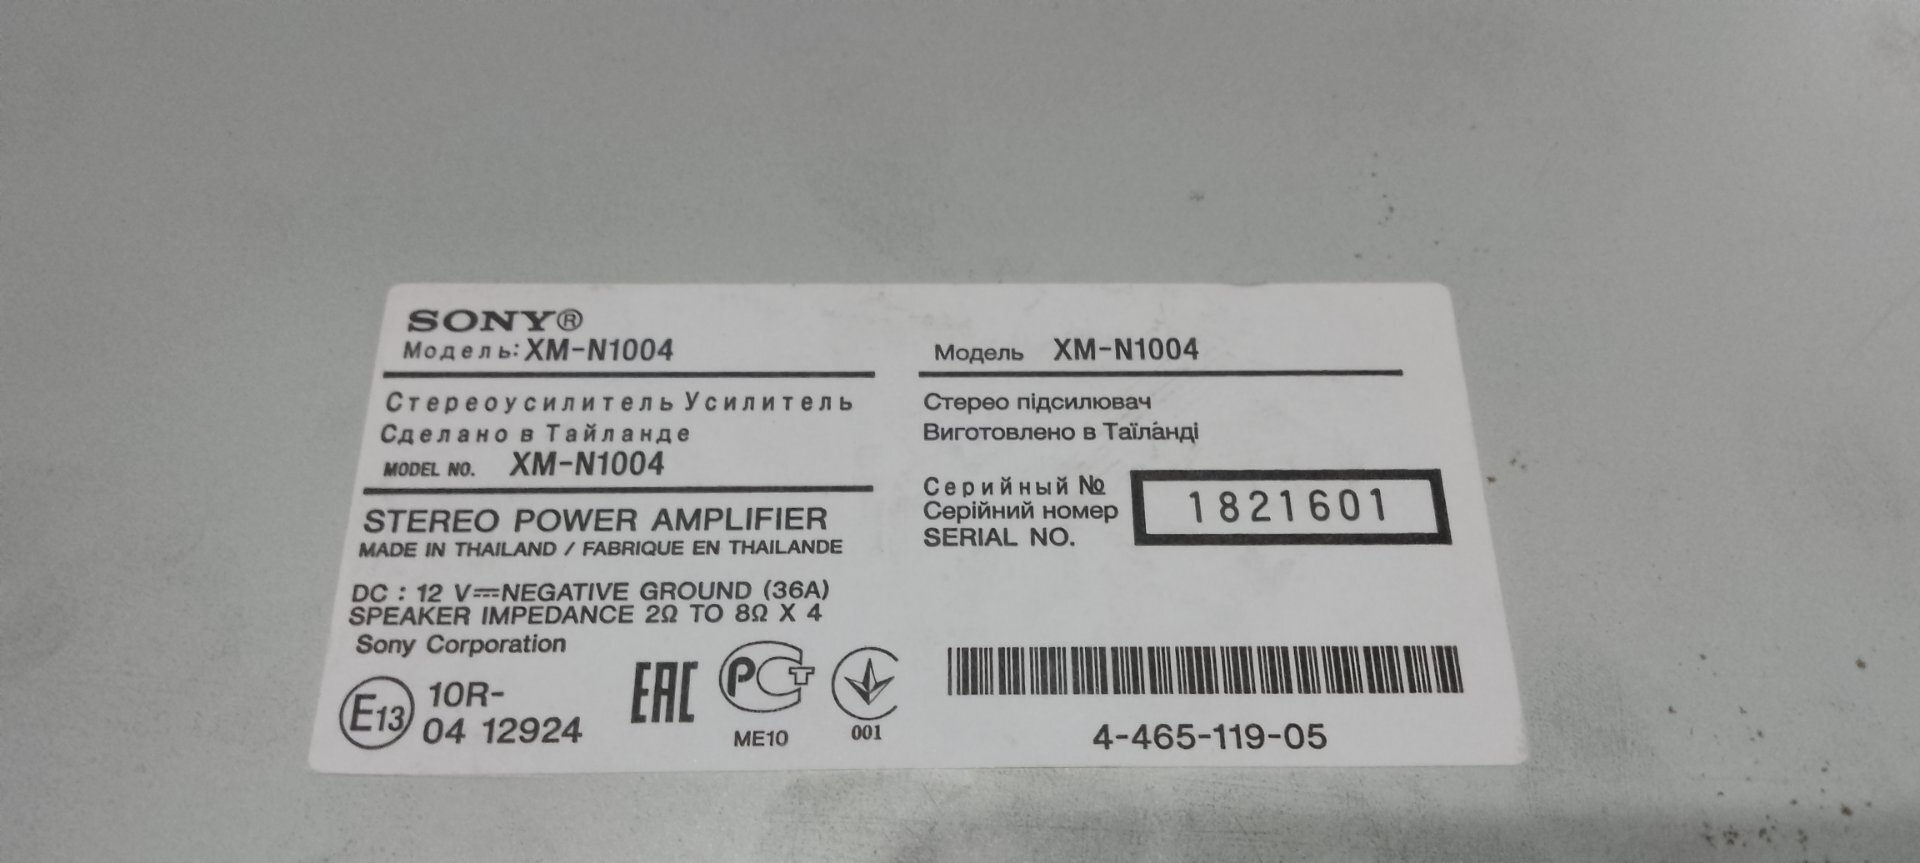 SONY®
Модель: XM-N1004
Стереоусилитель Усилитель
Сделано в Тайланде
MODEL NO. XM-N1004
STEREO POWER AMPLIFIER
MADE IN THAILAND / FABRIQUE EN THAILANDE
DC : 12 V⎓NEGATIVE GROUND (36A)
SPEAKER IMPEDANCE 2Ω TO 8Ω X 4
Sony Corporation
E13 10R-
04 12924
EAC
РСТ
ME10
001
Модель XM-N1004
Стерео підсилювач
Виготовлено в Таїла́нді
Серийный №
Серійний номер
SERIAL NO.
1821601
4-465-119-05